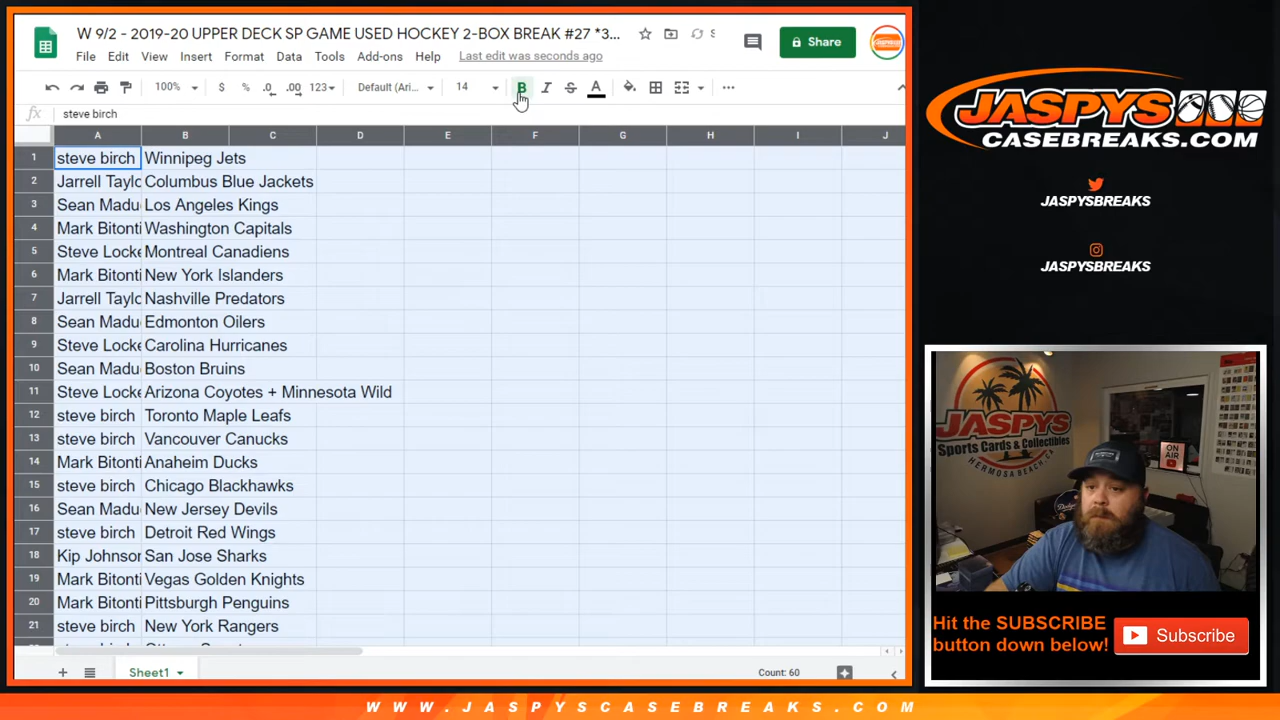 W 9/2 - 2019-20 UPPER DECK SP GAME USED HOCKEY 2-BOX BREAK #27 *3...
S
Share
File Edit View Insert Format Data Tools Add-ons Help Last edit was seconds ago
100% $ % .0 .00 123 Default (Ari... 14 B I S A
fx steve birch
A B C D E F G H I J
1 steve birch Winnipeg Jets
2 Jarrell Taylo Columbus Blue Jackets
3 Sean Madu Los Angeles Kings
4 Mark Bitonti Washington Capitals
5 Steve Locke Montreal Canadiens
6 Mark Bitonti New York Islanders
7 Jarrell Taylo Nashville Predators
8 Sean Madu Edmonton Oilers
9 Steve Locke Carolina Hurricanes
10 Sean Madu Boston Bruins
11 Steve Locke Arizona Coyotes + Minnesota Wild
12 steve birch Toronto Maple Leafs
13 steve birch Vancouver Canucks
14 Mark Bitonti Anaheim Ducks
15 steve birch Chicago Blackhawks
16 Sean Madu New Jersey Devils
17 steve birch Detroit Red Wings
18 Kip Johnson San Jose Sharks
19 Mark Bitonti Vegas Golden Knights
20 Mark Bitonti Pittsburgh Penguins
21 steve birch New York Rangers
Sheet1
Count: 60
JASPYS
CASEBREAKS.COM
JASPYSBREAKS
JASPYSBREAKS
JASPYS
Sports Cards & Collectibles
HERMOSA BEACH, CA
ON
AIR
Dodgers
Hit the SUBSCRIBE
button down below!
Subscribe
WWW.JASPYSCASEBREAKS.COM